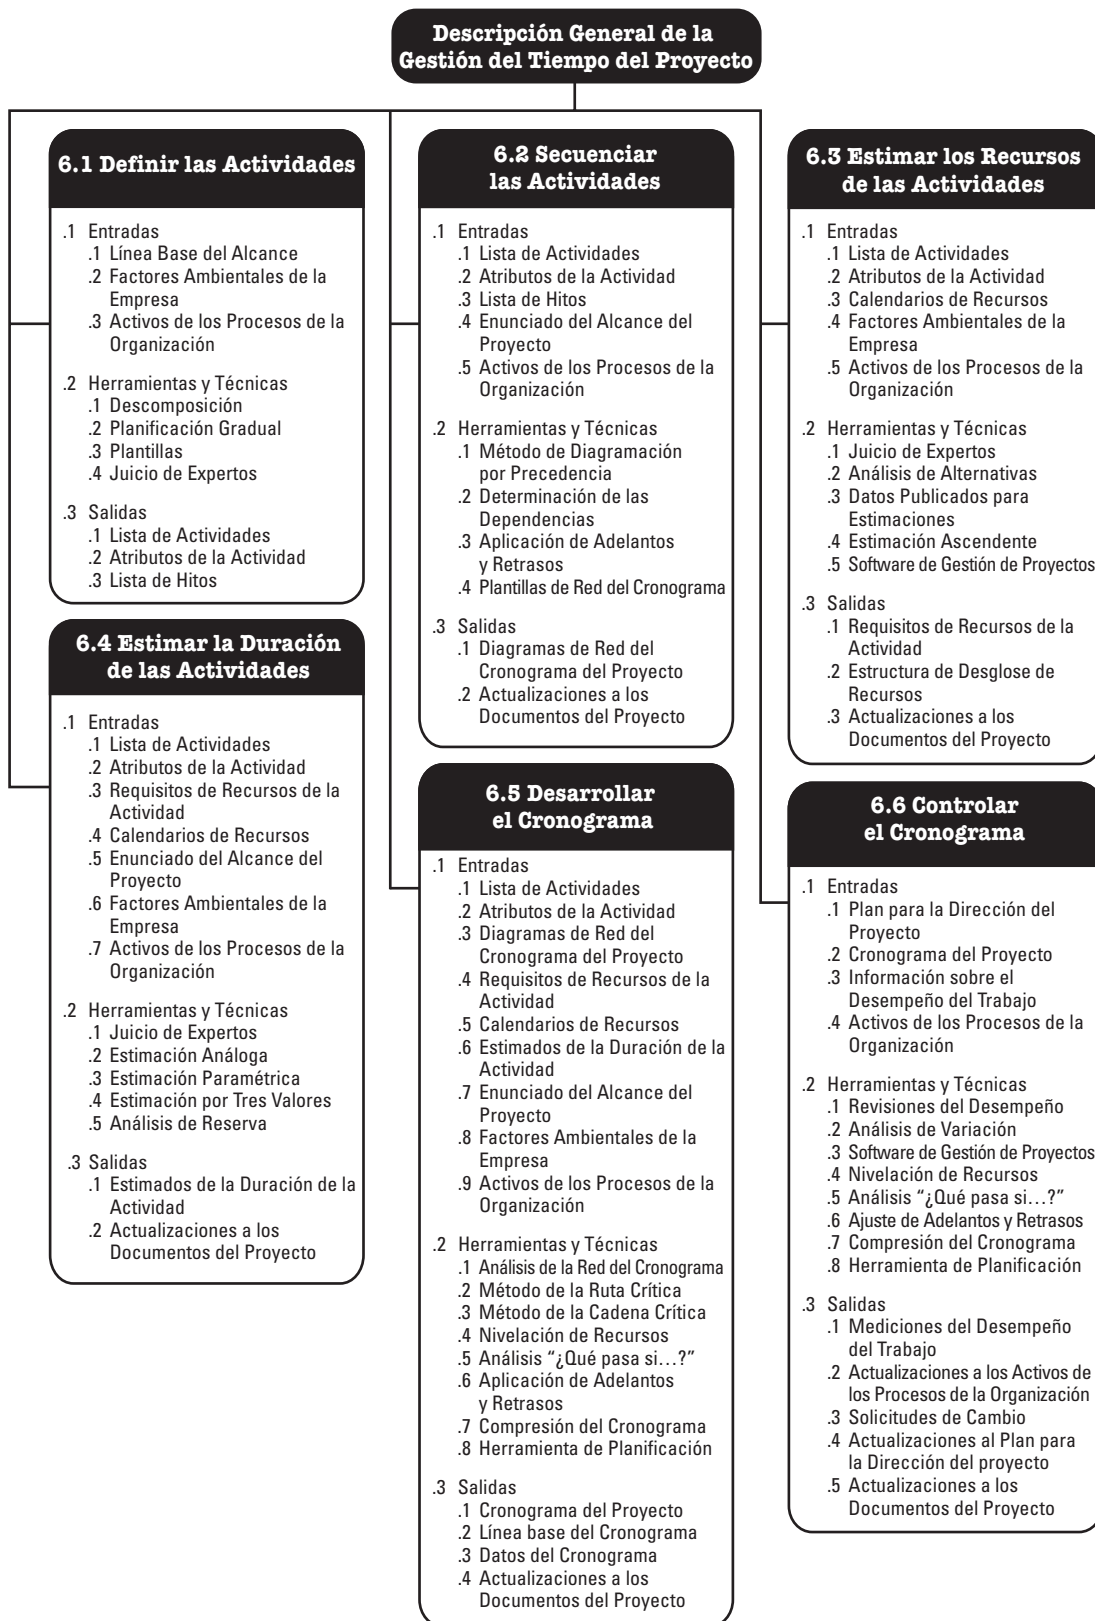 Descripción General de la
Gestión del Tiempo del Proyecto
6.1 Definir las Actividades
.1 Entradas
.1 Línea Base del Alcance
.2 Factores Ambientales de la
Empresa
.3 Activos de los Procesos de la
Organización
.2 Herramientas y Técnicas
.1 Descomposición
.2 Planificación Gradual
.3 Plantillas
.4 Juicio de Expertos
.3 Salidas
.1 Lista de Actividades
.2 Atributos de la Actividad
.3 Lista de Hitos
6.2 Secuenciar
las Actividades
.1 Entradas
.1 Lista de Actividades
.2 Atributos de la Actividad
.3 Lista de Hitos
.4 Enunciado del Alcance del
Proyecto
.5 Activos de los Procesos de la
Organización
.2 Herramientas y Técnicas
.1 Método de Diagramación
por Precedencia
.2 Determinación de las
Dependencias
.3 Aplicación de Adelantos
y Retrasos
.4 Plantillas de Red del Cronograma
.3 Salidas
.1 Diagramas de Red del
Cronograma del Proyecto
.2 Actualizaciones a los
Documentos del Proyecto
6.3 Estimar los Recursos
de las Actividades
.1 Entradas
.1 Lista de Actividades
.2 Atributos de la Actividad
.3 Calendarios de Recursos
.4 Factores Ambientales de la
Empresa
.5 Activos de los Procesos de la
Organización
.2 Herramientas y Técnicas
.1 Juicio de Expertos
.2 Análisis de Alternativas
.3 Datos Publicados para
Estimaciones
.4 Estimación Ascendente
.5 Software de Gestión de Proyectos
.3 Salidas
.1 Requisitos de Recursos de la
Actividad
.2 Estructura de Desglose de
Recursos
.3 Actualizaciones a los
Documentos del Proyecto
6.4 Estimar la Duración
de las Actividades
.1 Entradas
.1 Lista de Actividades
.2 Atributos de la Actividad
.3 Requisitos de Recursos de la
Actividad
.4 Calendarios de Recursos
.5 Enunciado del Alcance del
Proyecto
.6 Factores Ambientales de la
Empresa
.7 Activos de los Procesos de la
Organización
.2 Herramientas y Técnicas
.1 Juicio de Expertos
.2 Estimación Análoga
.3 Estimación Paramétrica
.4 Estimación por Tres Valores
.5 Análisis de Reserva
.3 Salidas
.1 Estimados de la Duración de la
Actividad
.2 Actualizaciones a los
Documentos del Proyecto
6.5 Desarrollar
el Cronograma
.1 Entradas
.1 Lista de Actividades
.2 Atributos de la Actividad
.3 Diagramas de Red del
Cronograma del Proyecto
.4 Requisitos de Recursos de la
Actividad
.5 Calendarios de Recursos
.6 Estimados de la Duración de la
Actividad
.7 Enunciado del Alcance del
Proyecto
.8 Factores Ambientales de la
Empresa
.9 Activos de los Procesos de la
Organización
.2 Herramientas y Técnicas
.1 Análisis de la Red del Cronograma
.2 Método de la Ruta Crítica
.3 Método de la Cadena Crítica
.4 Nivelación de Recursos
.5 Análisis “¿Qué pasa si...?”
.6 Aplicación de Adelantos
y Retrasos
.7 Compresión del Cronograma
.8 Herramienta de Planificación
.3 Salidas
.1 Cronograma del Proyecto
.2 Línea base del Cronograma
.3 Datos del Cronograma
.4 Actualizaciones a los
Documentos del Proyecto
6.6 Controlar
el Cronograma
.1 Entradas
.1 Plan para la Dirección del
Proyecto
.2 Cronograma del Proyecto
.3 Información sobre el
Desempeño del Trabajo
.4 Activos de los Procesos de la
Organización
.2 Herramientas y Técnicas
.1 Revisiones del Desempeño
.2 Análisis de Variación
.3 Software de Gestión de Proyectos
.4 Nivelación de Recursos
.5 Análisis “¿Qué pasa si...?”
.6 Ajuste de Adelantos y Retrasos
.7 Compresión del Cronograma
.8 Herramienta de Planificación
.3 Salidas
.1 Mediciones del Desempeño
del Trabajo
.2 Actualizaciones a los Activos de
los Procesos de la Organización
.3 Solicitudes de Cambio
.4 Actualizaciones al Plan para
la Dirección del proyecto
.5 Actualizaciones a los
Documentos del Proyecto